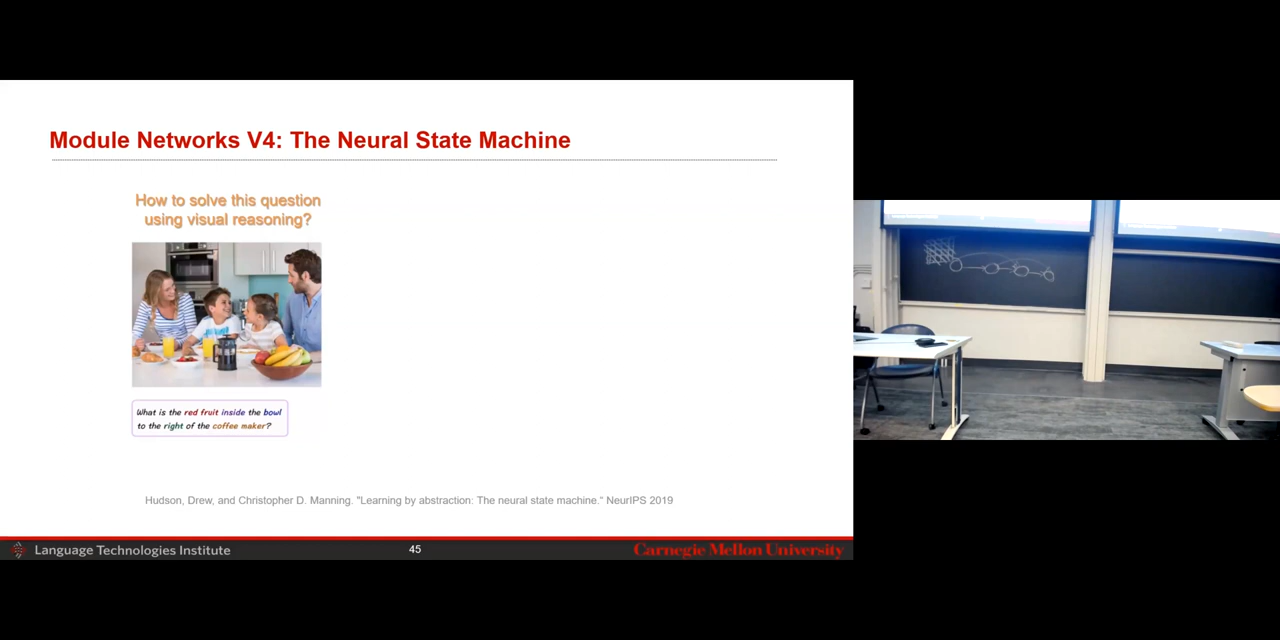 Module Networks V4: The Neural State Machine
How to solve this question
using visual reasoning?
What is the red fruit inside the bowl
to the right of the coffee maker?
Hudson, Drew, and Christopher D. Manning. "Learning by abstraction: The neural state machine." NeurIPS 2019
Language Technologies Institute
45
Carnegie Mellon University